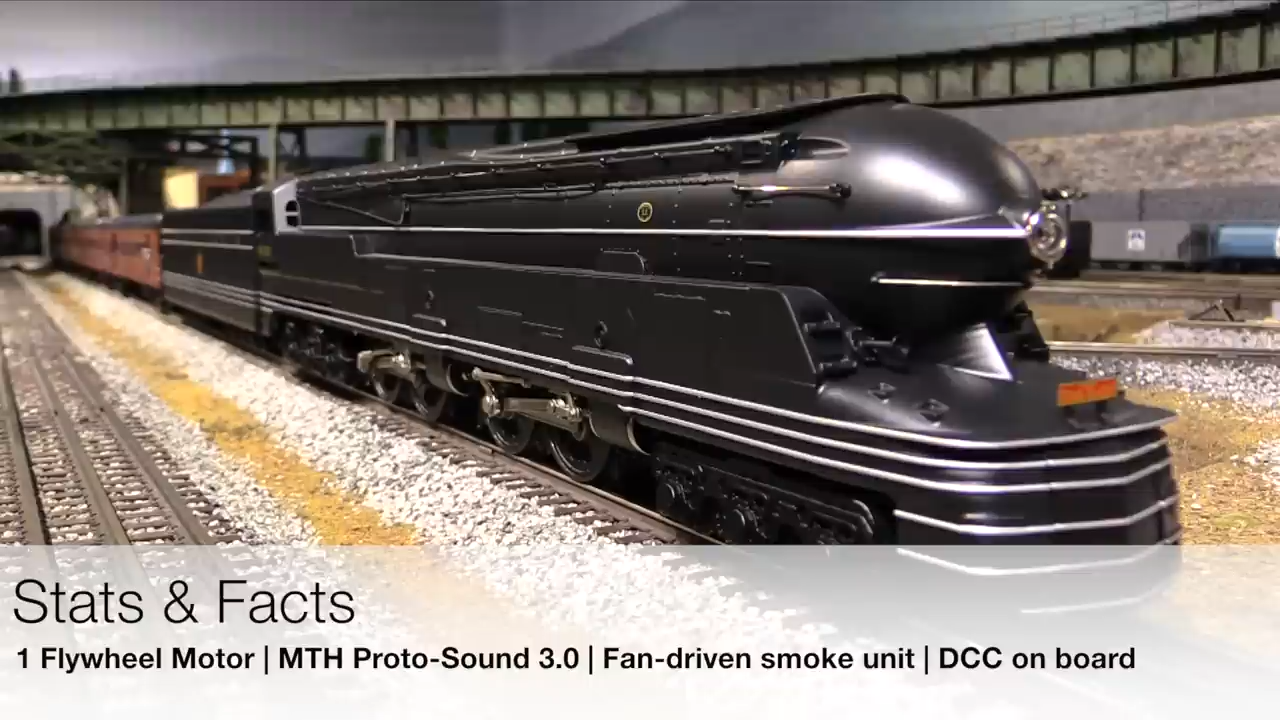 Stats & Facts
1 Flywheel Motor | MTH Proto-Sound 3.0 | Fan-driven smoke unit | DCC on board